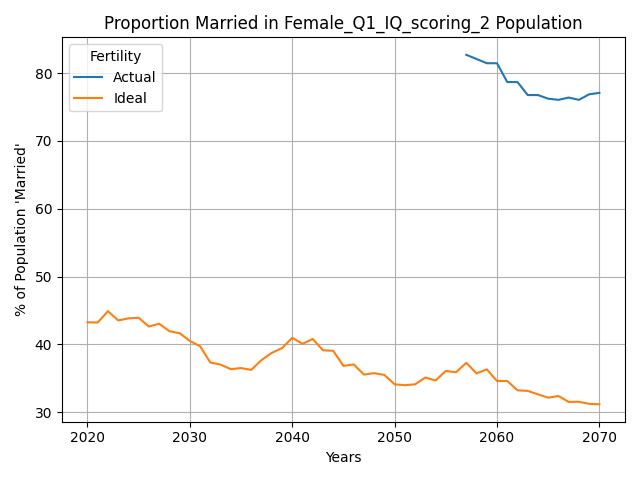 Proportion Married in Female_Q1_IQ_scoring_2 Population
Fertility
Actual
Ideal
% of Population 'Married'
80
70
60
50
40
30
2020
2030
2040
2050
2060
2070
Years